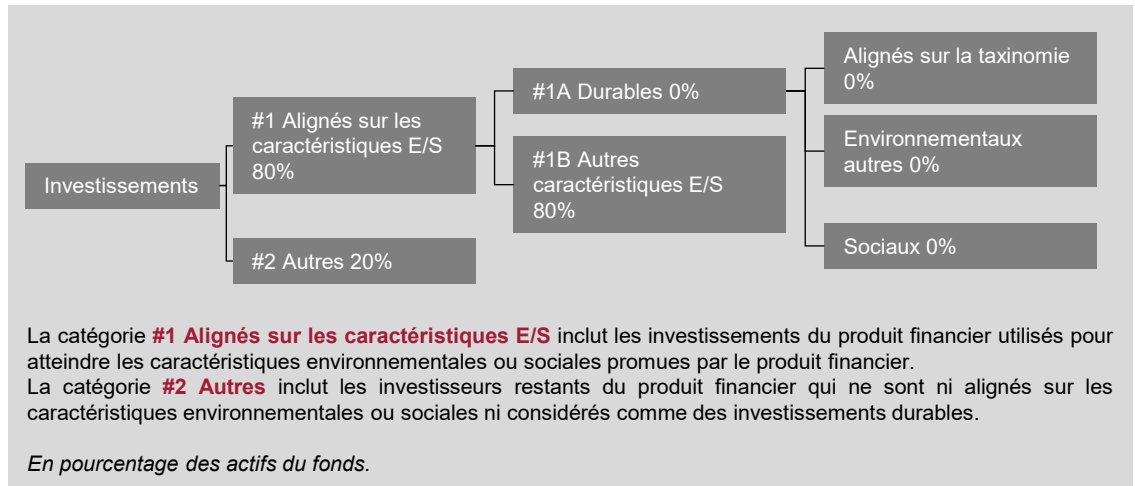 Investissements
#1 Alignés sur les
caractéristiques E/S
80%
#2 Autres 20%
#1A Durables 0%
#1B Autres
caractéristiques E/S
80%
Alignés sur la taxinomie
0%
Environnementaux
autres 0%
Sociaux 0%
La catégorie #1 Alignés sur les caractéristiques E/S inclut les investissements du produit financier utilisés pour
atteindre les caractéristiques environnementales ou sociales promues par le produit financier.
La catégorie #2 Autres inclut les investisseurs restants du produit financier qui ne sont ni alignés sur les
caractéristiques environnementales ou sociales ni considérés comme des investissements durables.
En pourcentage des actifs du fonds.